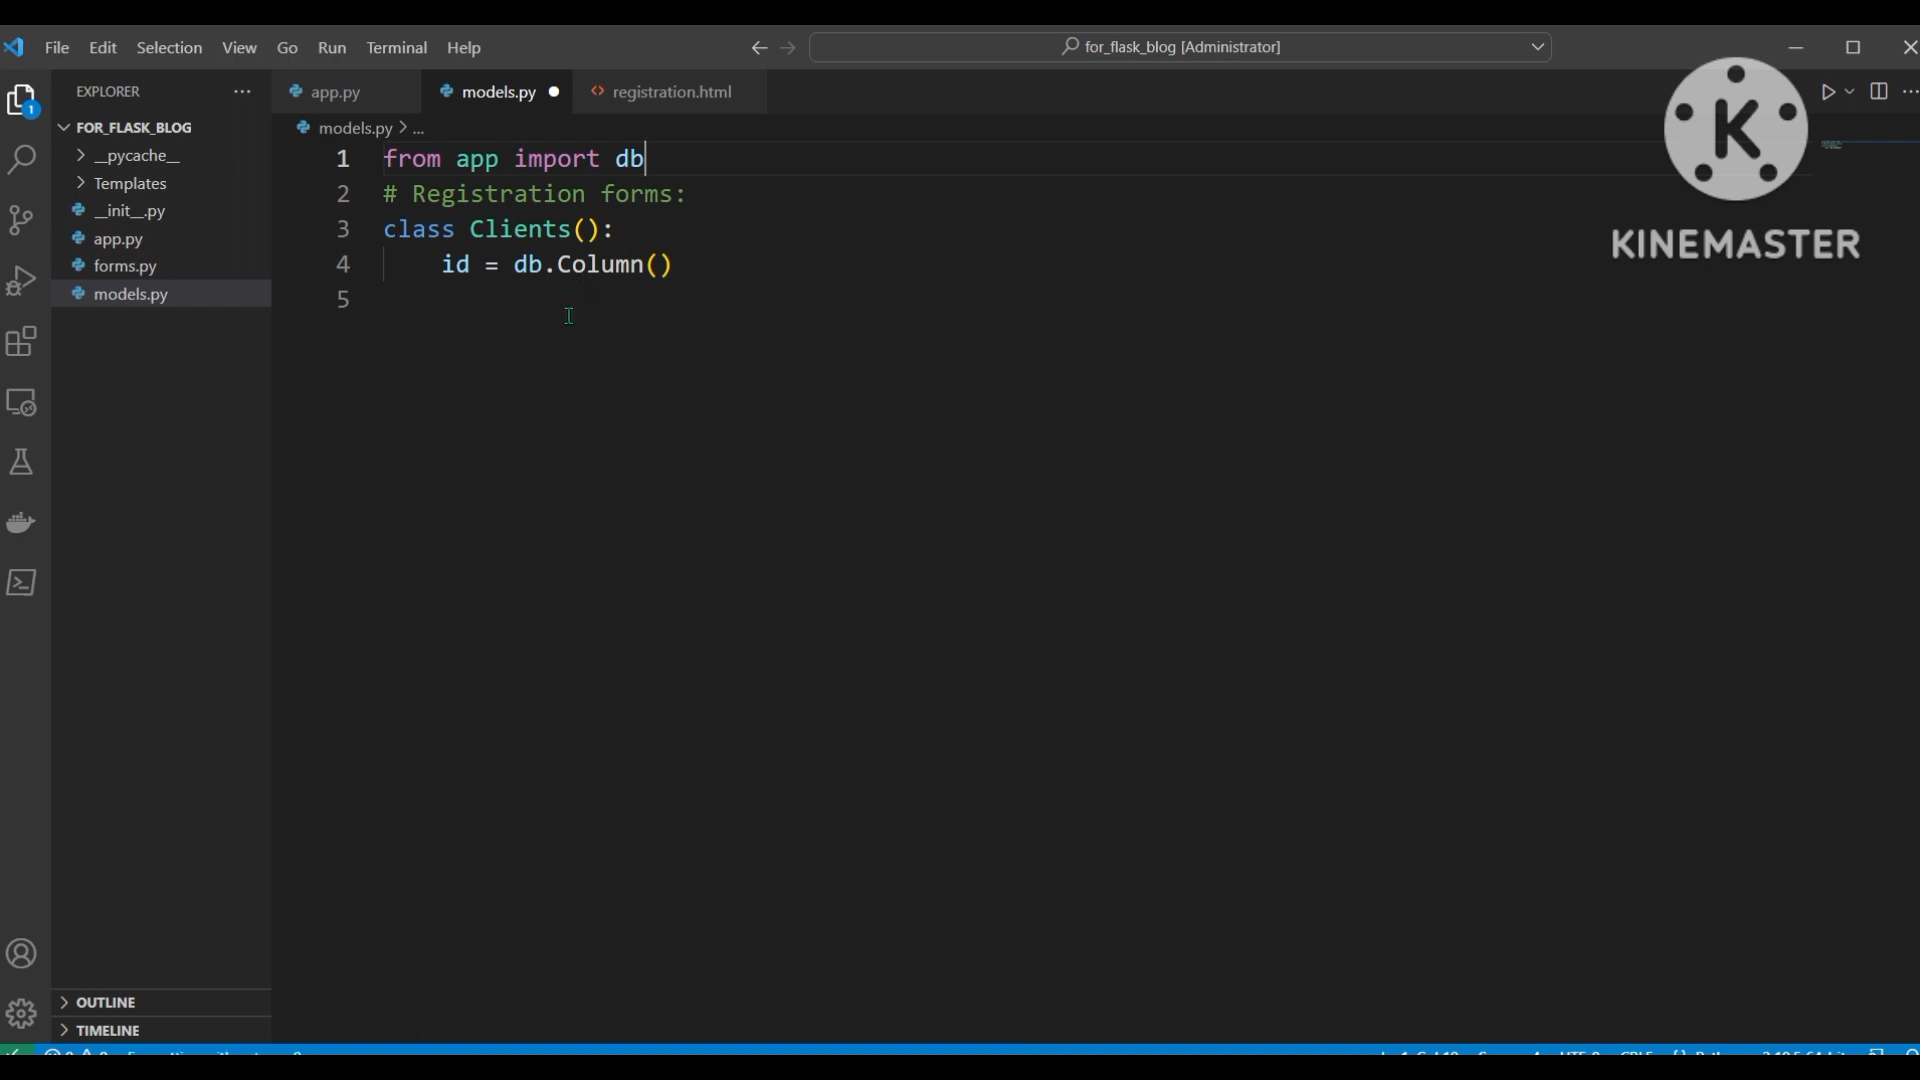 File Edit Selection View Go Run Terminal Help
for_flask_blog [Administrator]
1
EXPLORER
FOR_FLASK_BLOG
__pycache__
Templates
__init__.py
app.py
forms.py
models.py
OUTLINE
TIMELINE
app.py models.py registration.html
models.py > ...
1 from app import db
2 # Registration forms:
3 class Clients():
4 id = db.Column()
5
K
KINEMASTER